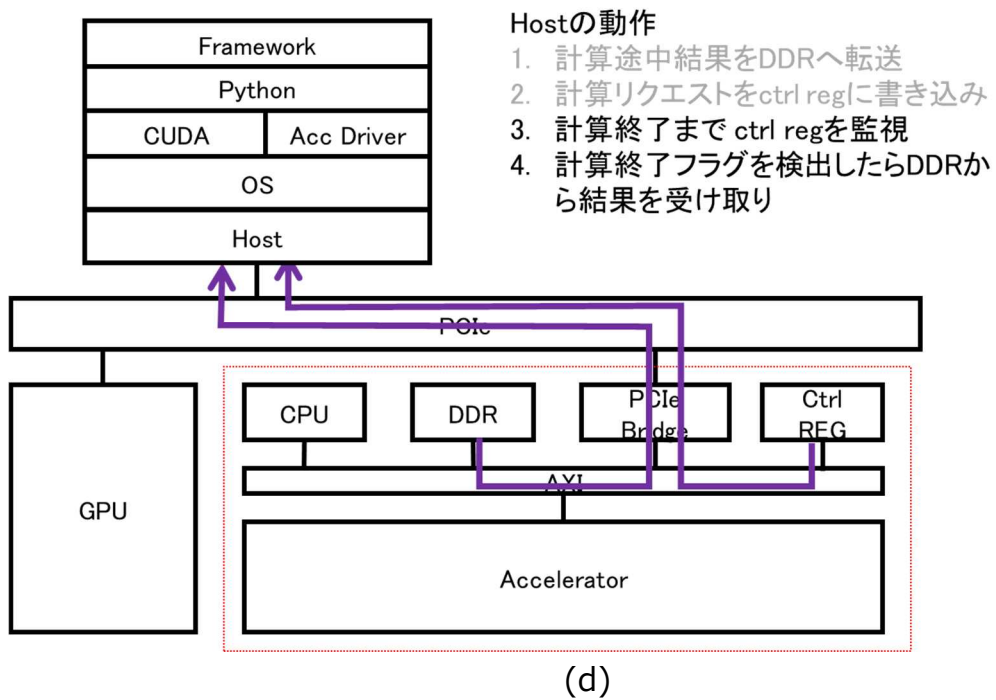 Framework
Python
CUDA
Acc Driver
OS
Host
Hostの動作
1. 計算途中結果をDDRへ転送
2. 計算リクエストをctrl regに書き込み
3. 計算終了まで ctrl regを監視
4. 計算終了フラグを検出したらDDRか
ら結果を受け取り
PCIe
GPU
CPU
DDR
PCIe
Bridge
Ctrl
REG
AXI
Accelerator
(d)